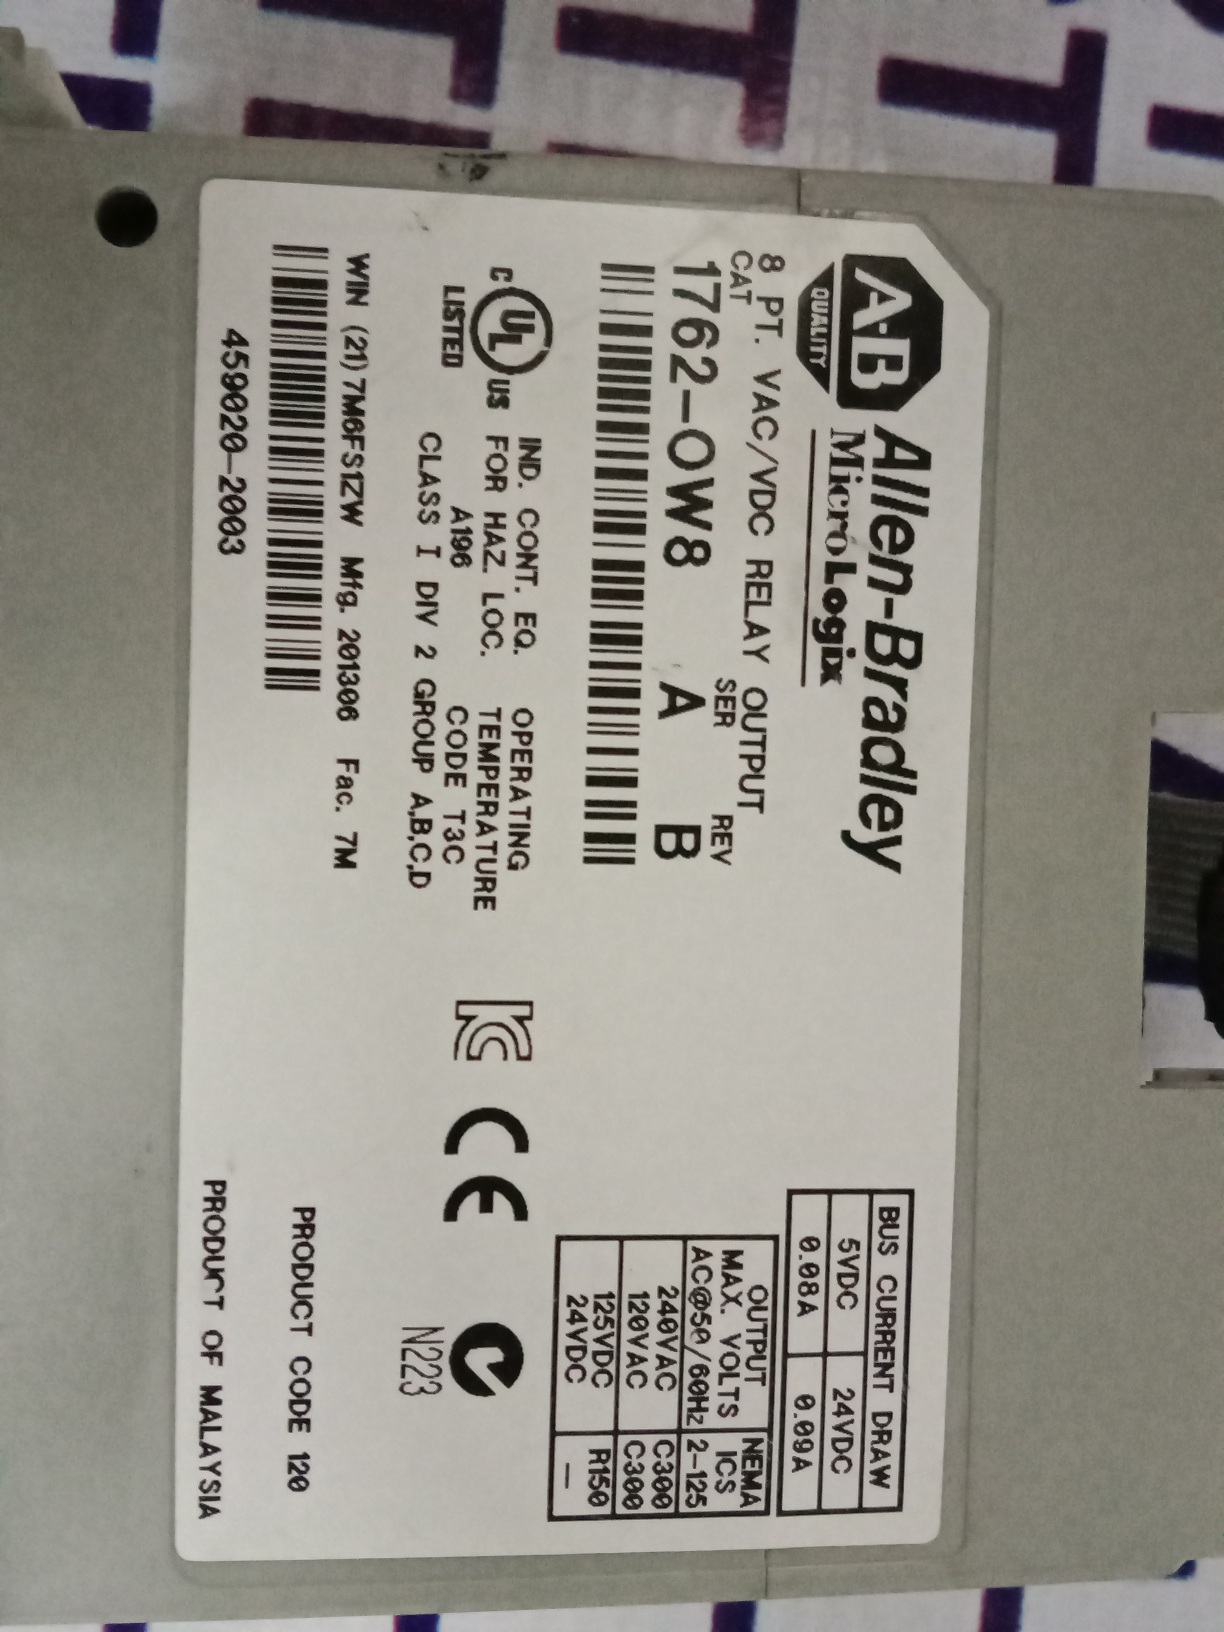 A-B
QUALITY
Allen-Bradley
MicroLogix
8 PT. VAC/VDC RELAY OUTPUT
CAT SER REV
1762-OW8 A B
BUS CURRENT DRAW
5VDC 24VDC
0.08A 0.09A
OUTPUT NEMA
MAX. VOLTS ICS
AC@50/60Hz 2-125
240VAC C300
120VAC C300
125VDC R150
24VDC —
C UL US
LISTED
IND. CONT. EQ.
FOR HAZ. LOC.
A196
OPERATING
TEMPERATURE
CODE T3C
CLASS I DIV 2 GROUP A,B,C,D
CE
N223
WIN (21)7M6FS1ZW Mfg. 201306 Fac. 7M
PRODUCT CODE 120
459020-2003
PRODUCT OF MALAYSIA